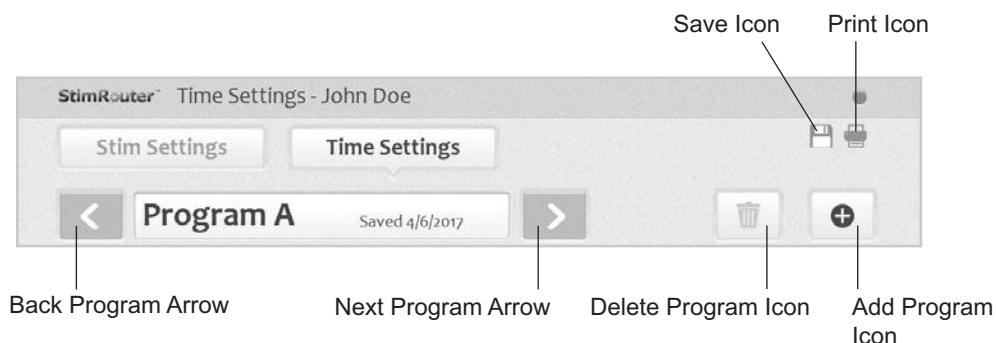 Save Icon Print Icon
StimRouter™ Time Settings - John Doe
Stim Settings Time Settings
Program A Saved 4/6/2017
Back Program Arrow Next Program Arrow Delete Program Icon Add Program
Icon